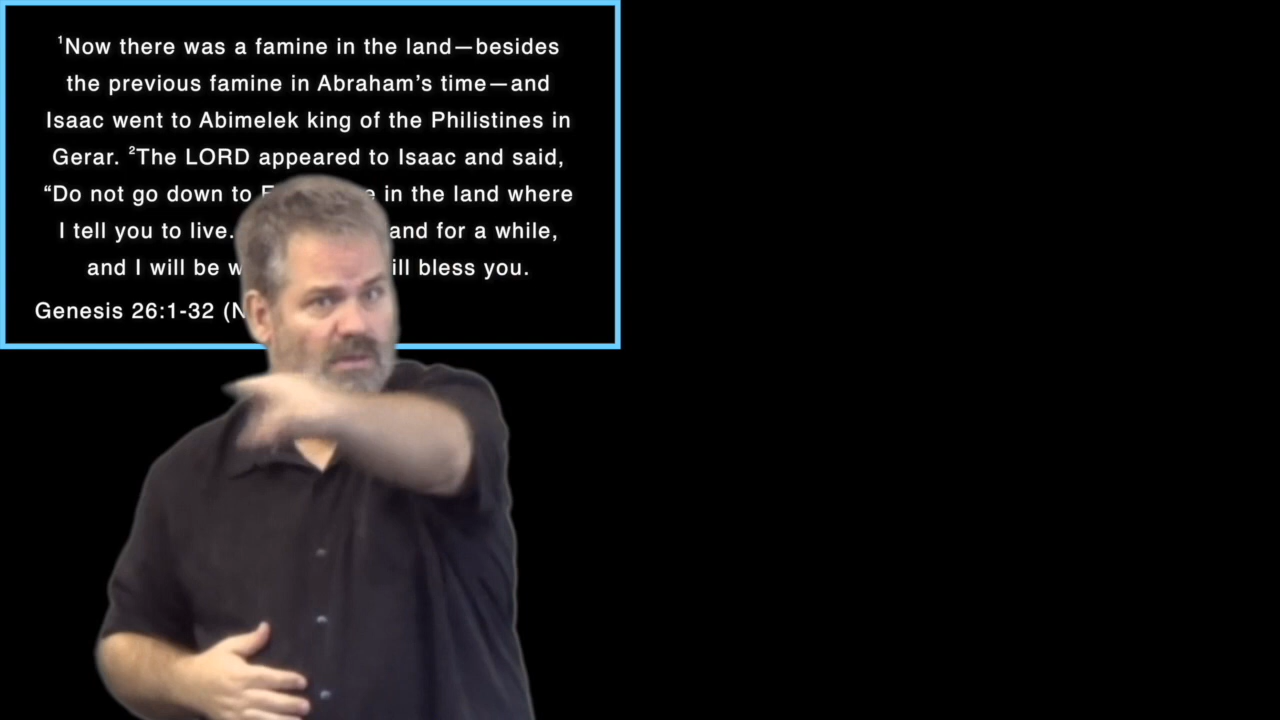 ¹Now there was a famine in the land—besides
the previous famine in Abraham’s time—and
Isaac went to Abimelek king of the Philistines in
Gerar. ²The LORD appeared to Isaac and said,
“Do not go down to in the land where
I tell you to live. for a while,
and I will be bless you.
Genesis 26:1-32